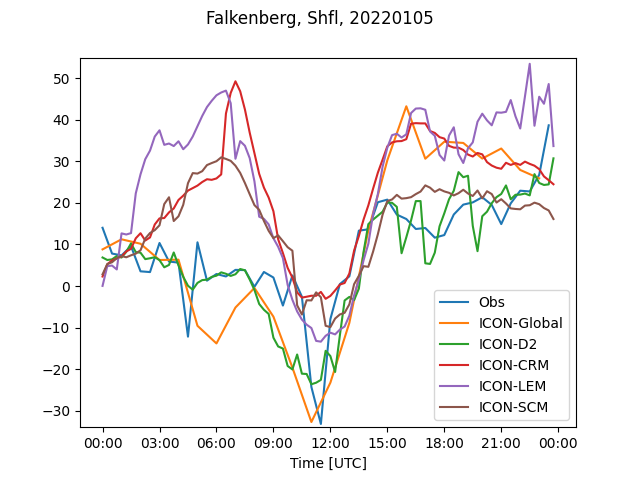 Falkenberg, Shfl, 20220105
50
40
30
20
10
0
−10
−20
−30
Obs
ICON-Global
ICON-D2
ICON-CRM
ICON-LEM
ICON-SCM
00:00 03:00 06:00 09:00 12:00 15:00 18:00 21:00 00:00
Time [UTC]